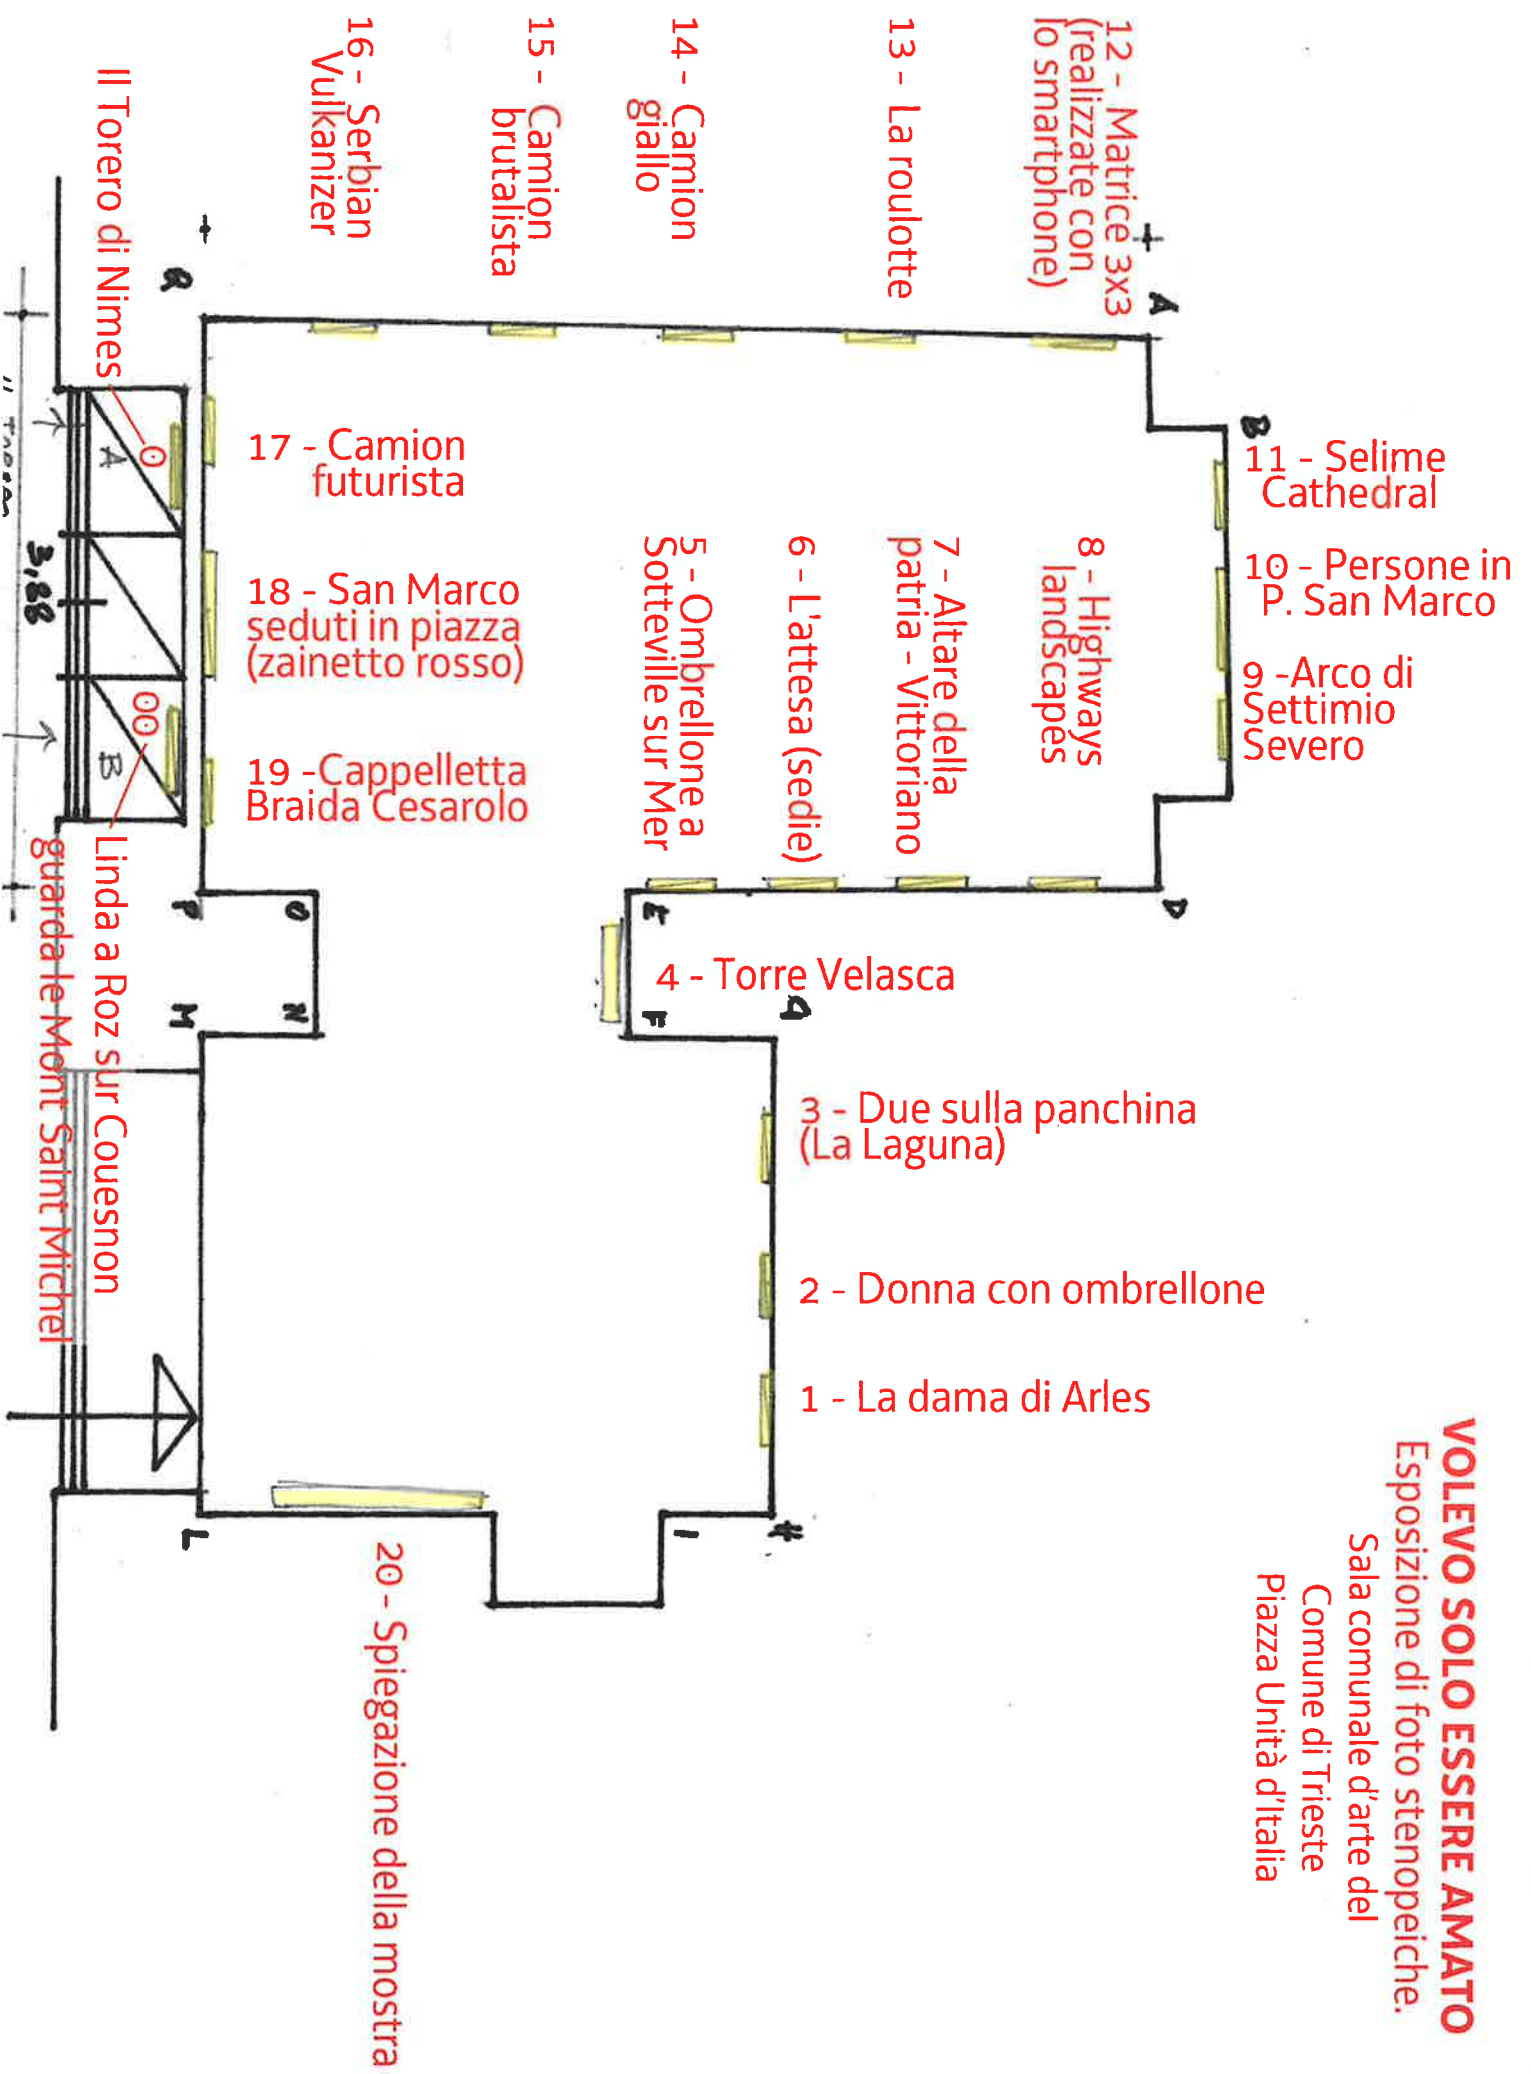 VOLEVO SOLO ESSERE AMATO
Esposizione di foto stenopeiche.
Sala comunale d'arte del
Comune di Trieste
Piazza Unità d'Italia
12 - Matrice 3x3
(realizzate con
lo smartphone)
13 - La roulotte
14 - Camion
giallo
15 - Camion
brutalista
16 - Serbian
Vulkanizer
Il Torero di Nimes
A
B
11 - Selime
Cathedral
10 - Persone in
P. San Marco
9 -Arco di
Settimio
Severo
8 - Highways
landscapes
7 - Altare della
patria - Vittoriano
6 - L'attesa (sedie)
5 - Ombrellone a
Sotteville sur Mer
D
E
4 - Torre Velasca
F
G
3 - Due sulla panchina
(La Laguna)
2 - Donna con ombrellone
1 - La dama di Arles
H
I
L
20 - Spiegazione della mostra
17 - Camion
futurista
18 - San Marco
seduti in piazza
(zainetto rosso)
19 -Cappelletta
Braida Cesarolo
Q
P
O
N
M
0
A
00
B
3,88
Linda a Roz sur Couesnon
guarda le Mont Saint Michel